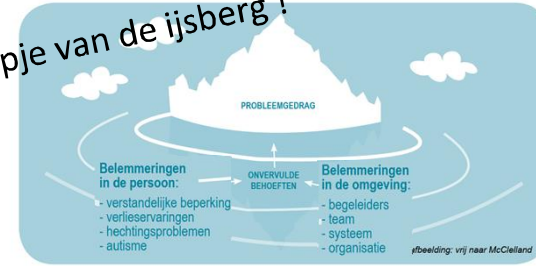 pje van de ijsberg !
PROBLEEMGEDRAG
Belemmeringen
in de persoon:
- verstandelijke beperking
- verlieservaringen
- hechtingsproblemen
- autisme
ONVERVULDE
BEHOEFTEN
Belemmeringen
in de omgeving:
- begeleiders
- team
- systeem
- organisatie
afbeelding: vrij naar McClelland